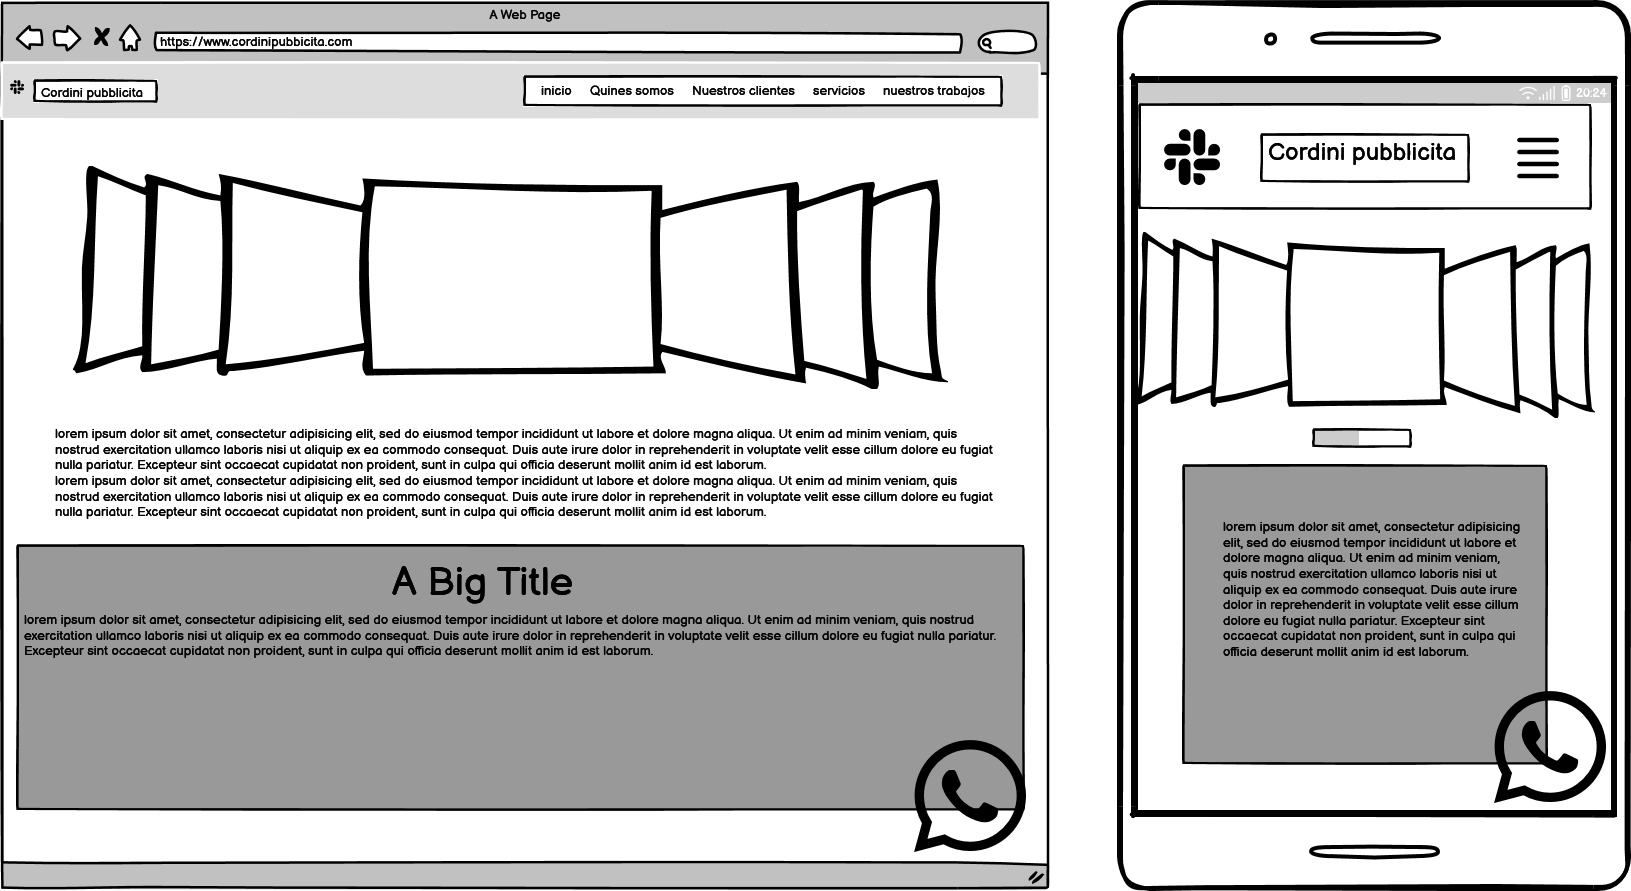 A Web Page
https://www.cordinipubbicita.com
Cordini pubblicita
inicio Quines somos Nuestros clientes servicios nuestros trabajos
lorem ipsum dolor sit amet, consectetur adipisicing elit, sed do eiusmod tempor incididunt ut labore et dolore magna aliqua. Ut enim ad minim veniam, quis
nostrud exercitation ullamco laboris nisi ut aliquip ex ea commodo consequat. Duis aute irure dolor in reprehenderit in voluptate velit esse cillum dolore eu fugiat
nulla pariatur. Excepteur sint occaecat cupidatat non proident, sunt in culpa qui officia deserunt mollit anim id est laborum.
lorem ipsum dolor sit amet, consectetur adipisicing elit, sed do eiusmod tempor incididunt ut labore et dolore magna aliqua. Ut enim ad minim veniam, quis
nostrud exercitation ullamco laboris nisi ut aliquip ex ea commodo consequat. Duis aute irure dolor in reprehenderit in voluptate velit esse cillum dolore eu fugiat
nulla pariatur. Excepteur sint occaecat cupidatat non proident, sunt in culpa qui officia deserunt mollit anim id est laborum.
A Big Title
lorem ipsum dolor sit amet, consectetur adipisicing elit, sed do eiusmod tempor incididunt ut labore et dolore magna aliqua. Ut enim ad minim veniam, quis nostrud
exercitation ullamco laboris nisi ut aliquip ex ea commodo consequat. Duis aute irure dolor in reprehenderit in voluptate velit esse cillum dolore eu fugiat nulla pariatur.
Excepteur sint occaecat cupidatat non proident, sunt in culpa qui officia deserunt mollit anim id est laborum.
20:24
Cordini pubblicita
lorem ipsum dolor sit amet, consectetur adipisicing
elit, sed do eiusmod tempor incididunt ut labore et
dolore magna aliqua. Ut enim ad minim veniam,
quis nostrud exercitation ullamco laboris nisi ut
aliquip ex ea commodo consequat. Duis aute irure
dolor in reprehenderit in voluptate velit esse cillum
dolore eu fugiat nulla pariatur. Excepteur sint
occaecat cupidatat non proident, sunt in culpa qui
officia deserunt mollit anim id est laborum.